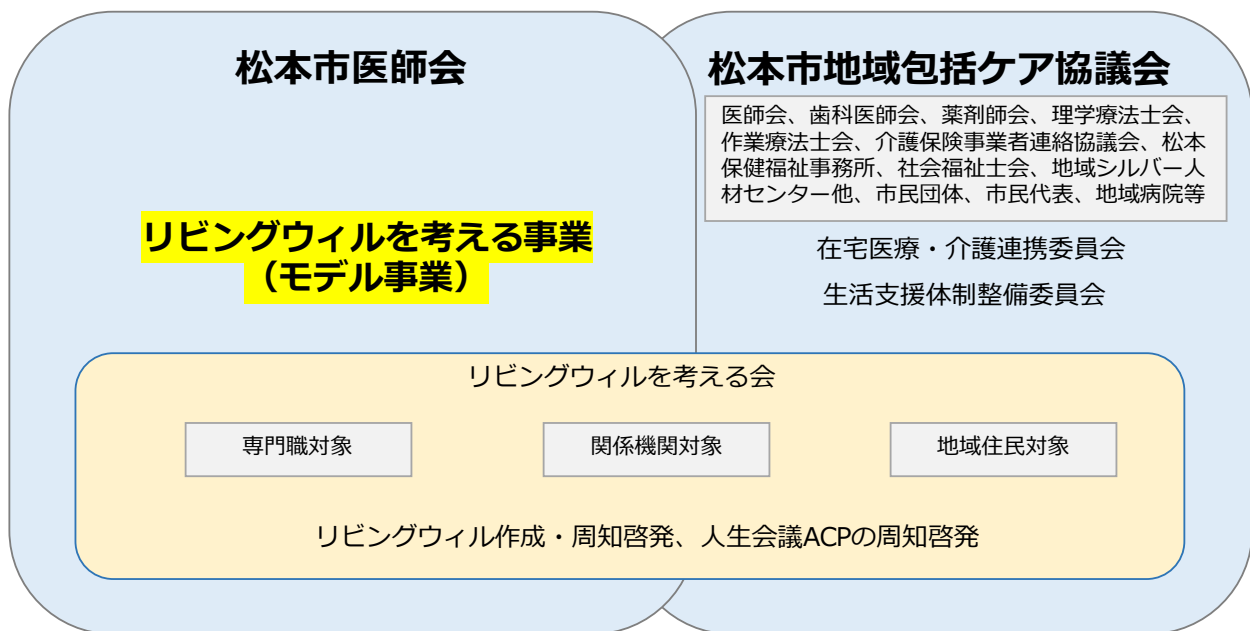 松本市医師会
リビングウィルを考える事業
(モデル事業)
松本市地域包括ケア協議会
医師会、歯科医師会、薬剤師会、理学療法士会、
作業療法士会、介護保険事業者連絡協議会、松本
保健福祉事務所、社会福祉士会、地域シルバー人
材センター他、市民団体、市民代表、地域病院等
在宅医療・介護連携委員会
生活支援体制整備委員会
リビングウィルを考える会
専門職対象
関係機関対象
地域住民対象
リビングウィル作成・周知啓発、人生会議ACPの周知啓発